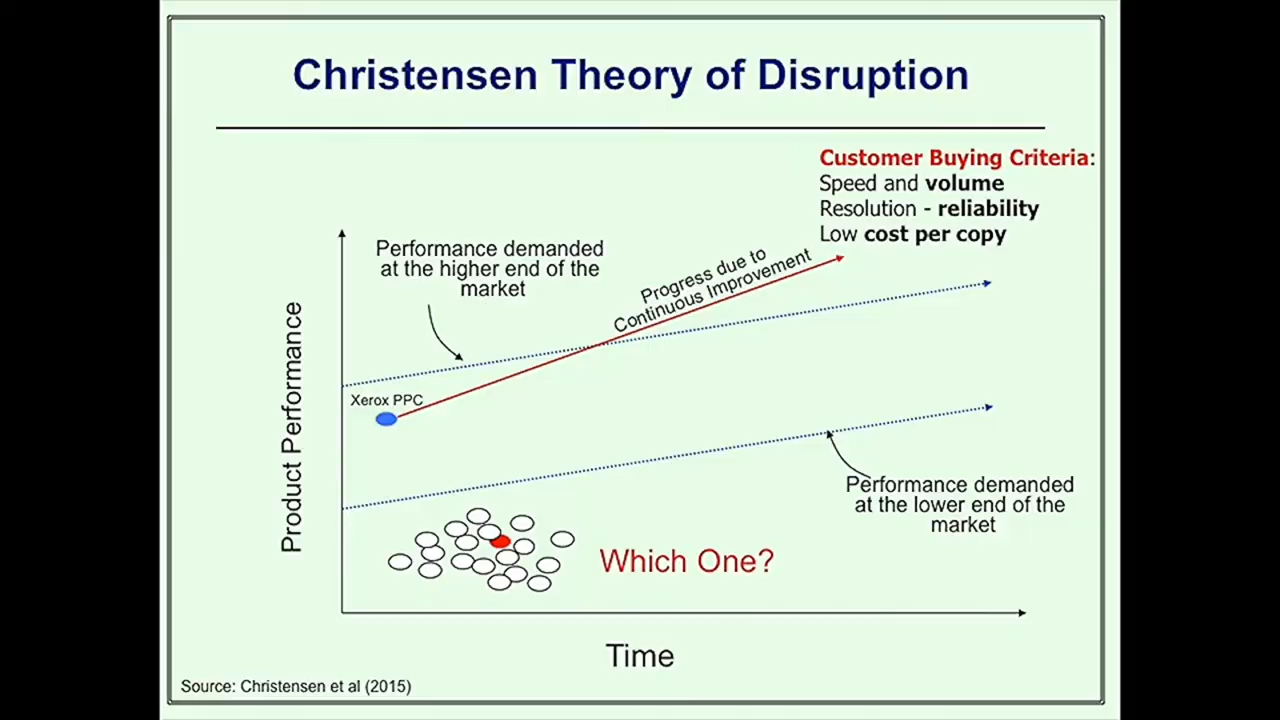 Christensen Theory of Disruption
Customer Buying Criteria:
Speed and volume
Resolution - reliability
Low cost per copy
Performance demanded
at the higher end of the
market
Progress due to
Continuous Improvement
Xerox PPC
Product Performance
Performance demanded
at the lower end of the
market
Which One?
Time
Source: Christensen et al (2015)